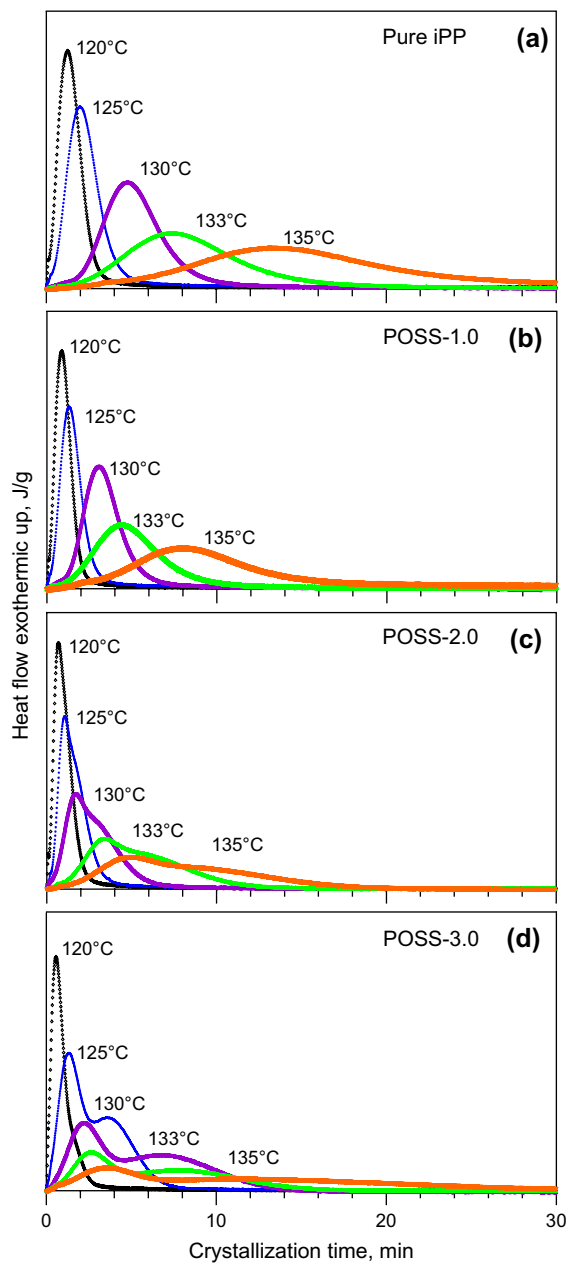 Pure iPP (a)
120°C
125°C
130°C
133°C
135°C
POSS-1.0 (b)
120°C
125°C
130°C
133°C
135°C
POSS-2.0 (c)
120°C
125°C
130°C
133°C
135°C
POSS-3.0 (d)
120°C
125°C
130°C
133°C
135°C
Heat flow exothermic up, J/g
0 10 20 30
Crystallization time, min